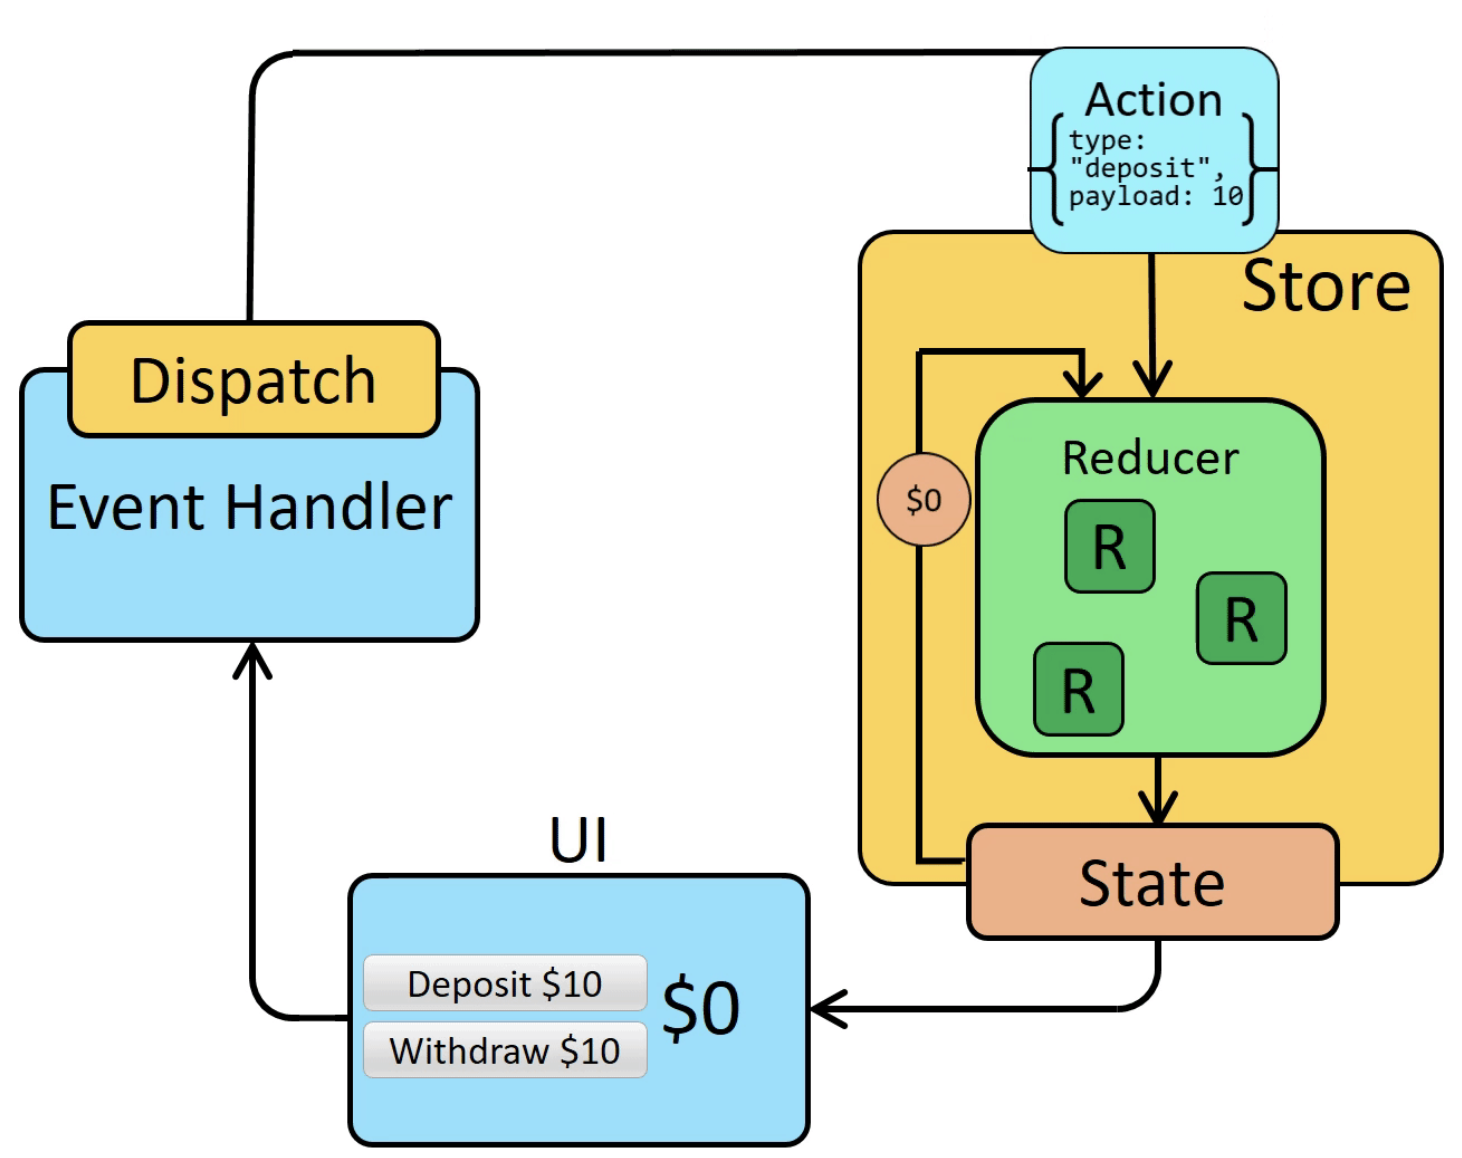 Action
{ type:
"deposit",
payload: 10 }
Store
Dispatch
Event Handler
$0
Reducer
R
R
R
State
UI
Deposit $10
$0
Withdraw $10